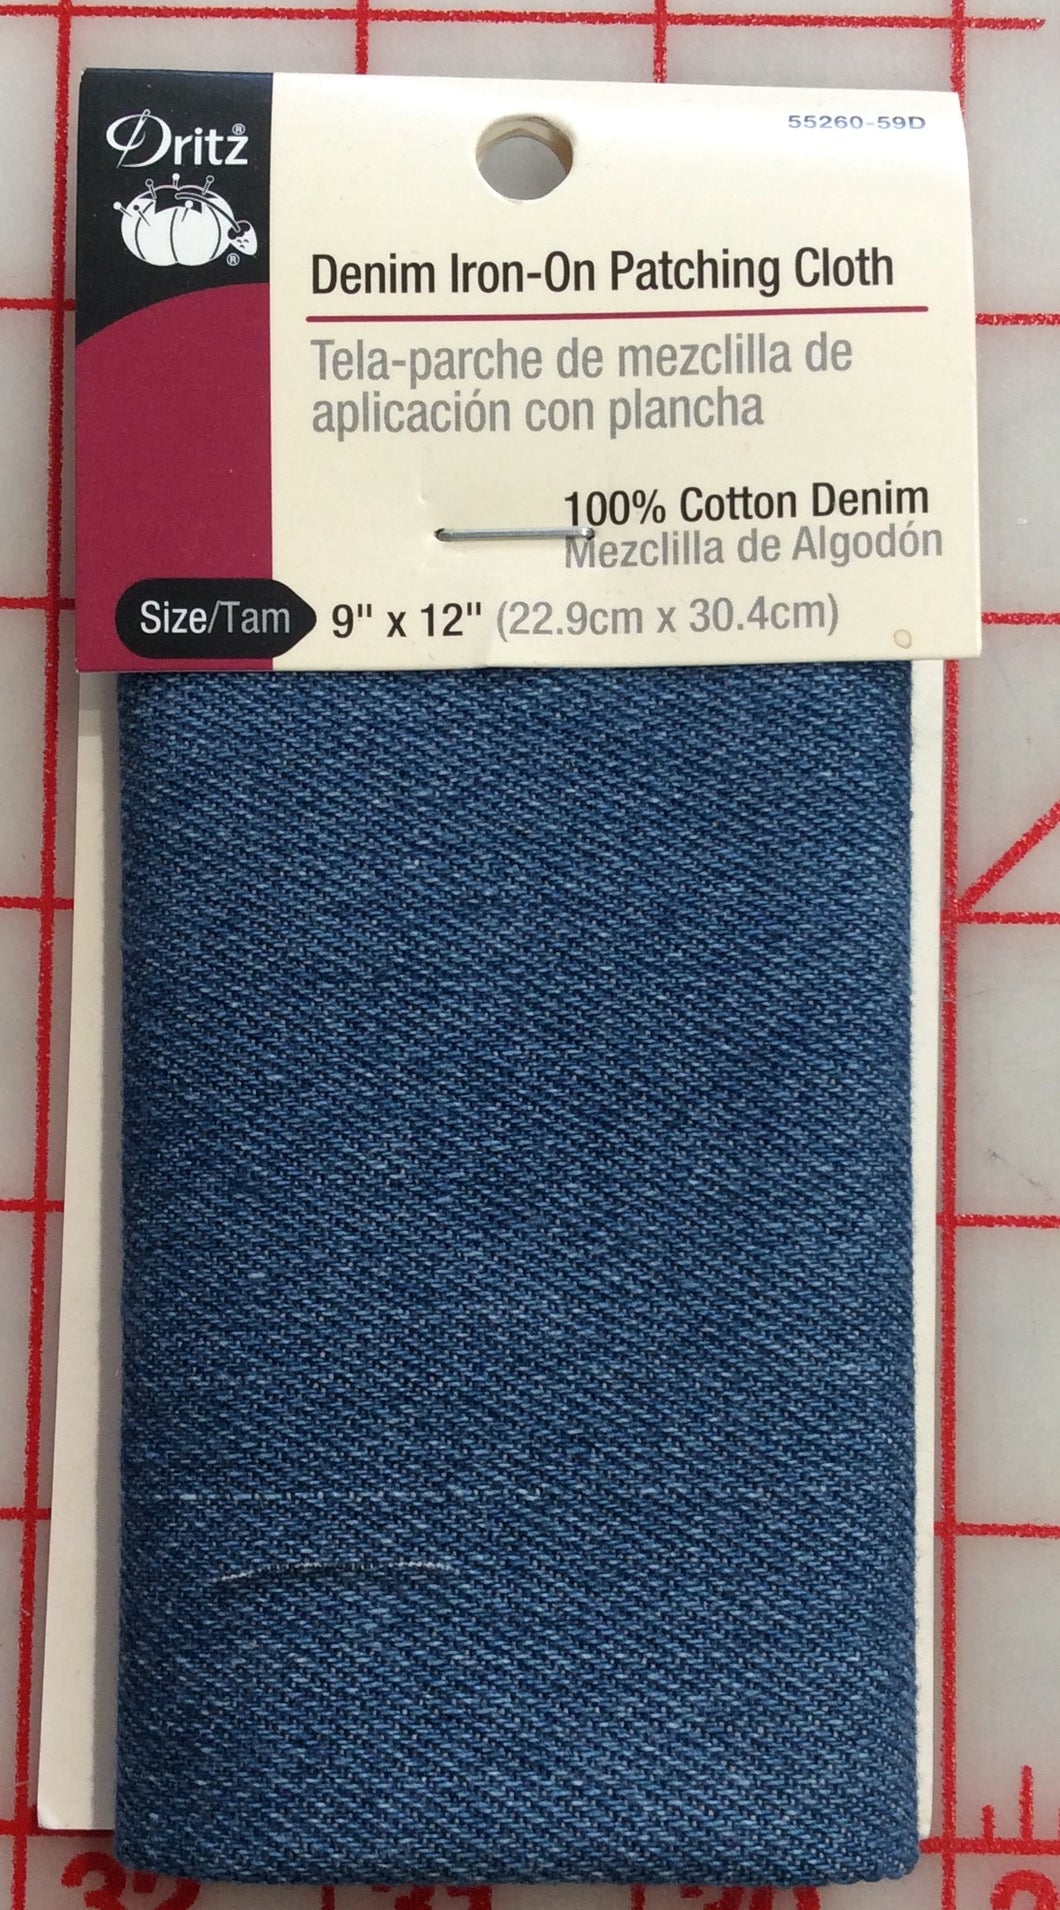 Dritz®
®
55260-59D
Denim Iron-On Patching Cloth
Tela-parche de mezclilla de
aplicación con plancha
100% Cotton Denim
Mezclilla de Algodón
Size/Tam 9" x 12" (22.9cm x 30.4cm)